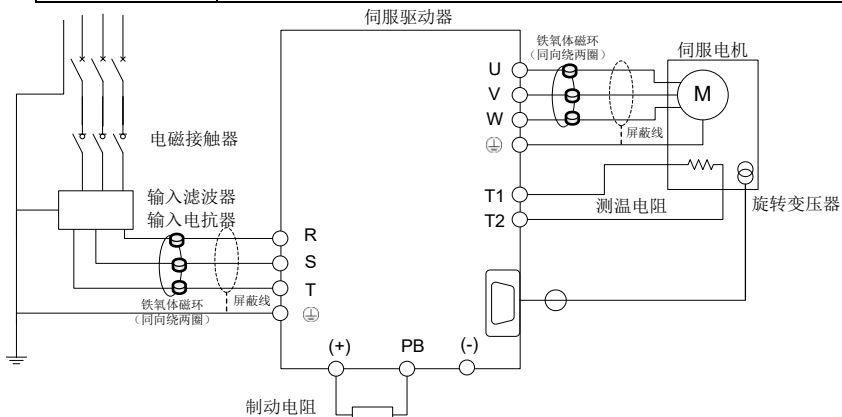 伺服驱动器
铁氧体磁环
(同向绕两圈)
伺服电机
U
V
W
M
屏蔽线
电磁接触器
T1
T2
测温电阻
旋转变压器
输入滤波器
输入电抗器
R
S
T
屏蔽线
铁氧体磁环
(同向绕两圈)
(+)
PB
(-)
制动电阻